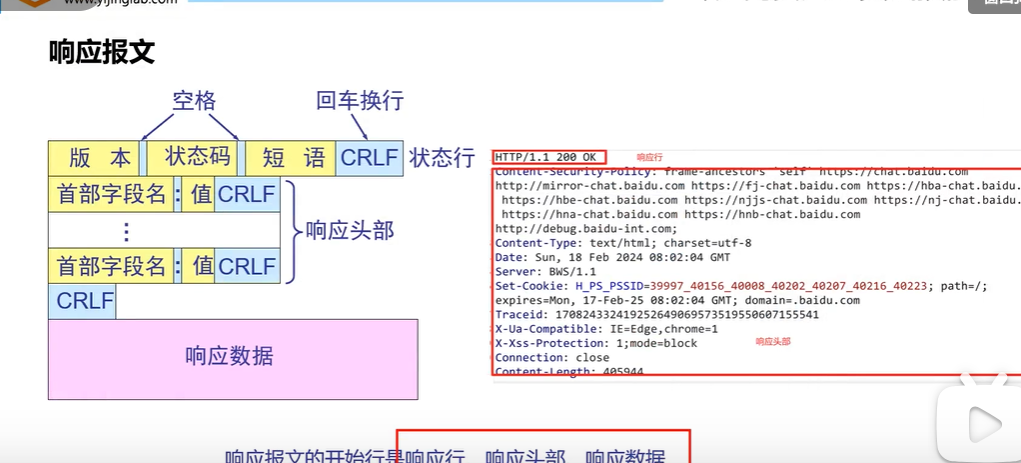 www.yijinglab.com
响应报文
空格
回车换行
版 本 状态码 短 语 CRLF 状态行
首部字段名 : 值 CRLF
⋮
响应头部
首部字段名 : 值 CRLF
CRLF
响应数据
HTTP/1.1 200 OK 响应行
Content-Security-Policy: frame-ancestors 'self' https://chat.baidu.com
http://mirror-chat.baidu.com https://fj-chat.baidu.com https://hba-chat.baidu.
https://hbe-chat.baidu.com https://njjs-chat.baidu.com https://nj-chat.baidu.
https://hna-chat.baidu.com https://hnb-chat.baidu.com
http://debug.baidu-int.com;
Content-Type: text/html; charset=utf-8
Date: Sun, 18 Feb 2024 08:02:04 GMT
Server: BWS/1.1
Set-Cookie: H_PS_PSSID=39997_40156_40008_40202_40207_40216_40223; path=/;
expires=Mon, 17-Feb-25 08:02:04 GMT; domain=.baidu.com
Traceid: 1708243324192526490695735195506071​55541
X-Ua-Compatible: IE=Edge,chrome=1
X-Xss-Protection: 1;mode=block 响应头部
Connection: close
Content-Length: 405944
响应报文的开始行是响应行、响应头部、响应数据